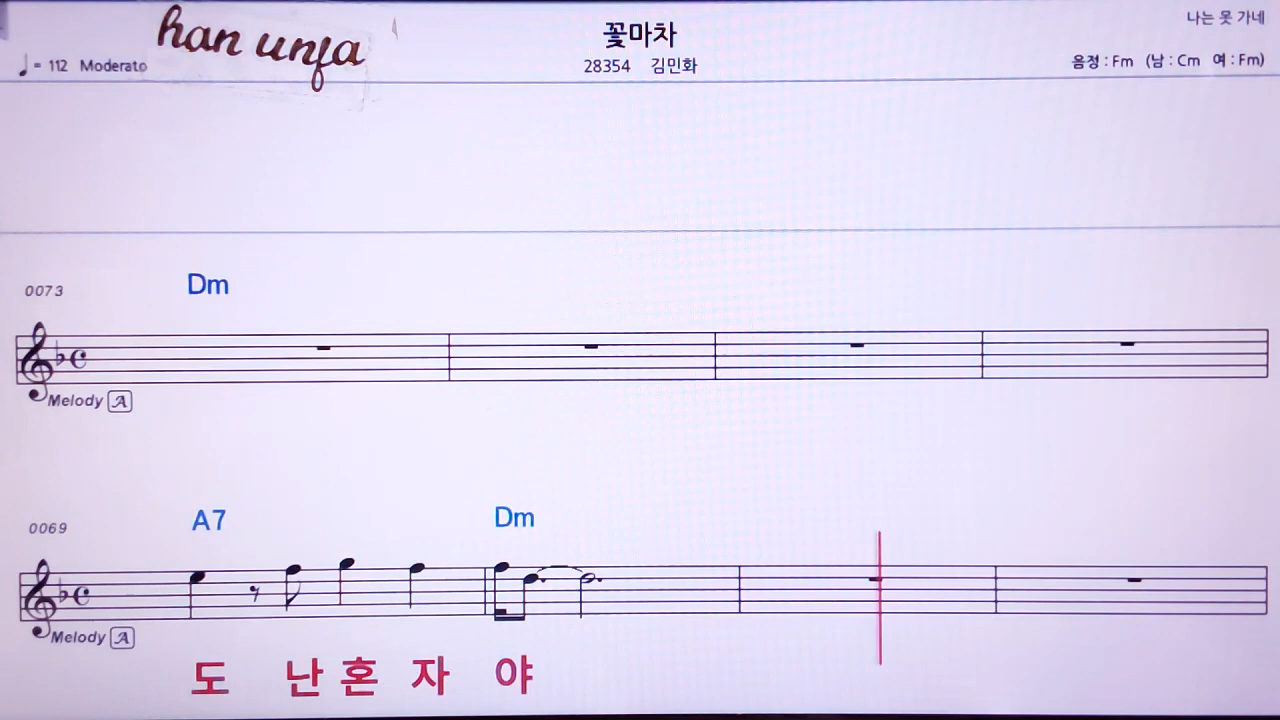 han unfa
꽃마차
나는 못 가네
♩= 112 Moderato
28354 김민화
음정 : Fm (남 : Cm 여 : Fm)
0073
Dm
Melody A
0069
A7 Dm
Melody A
도 난 혼 자 야